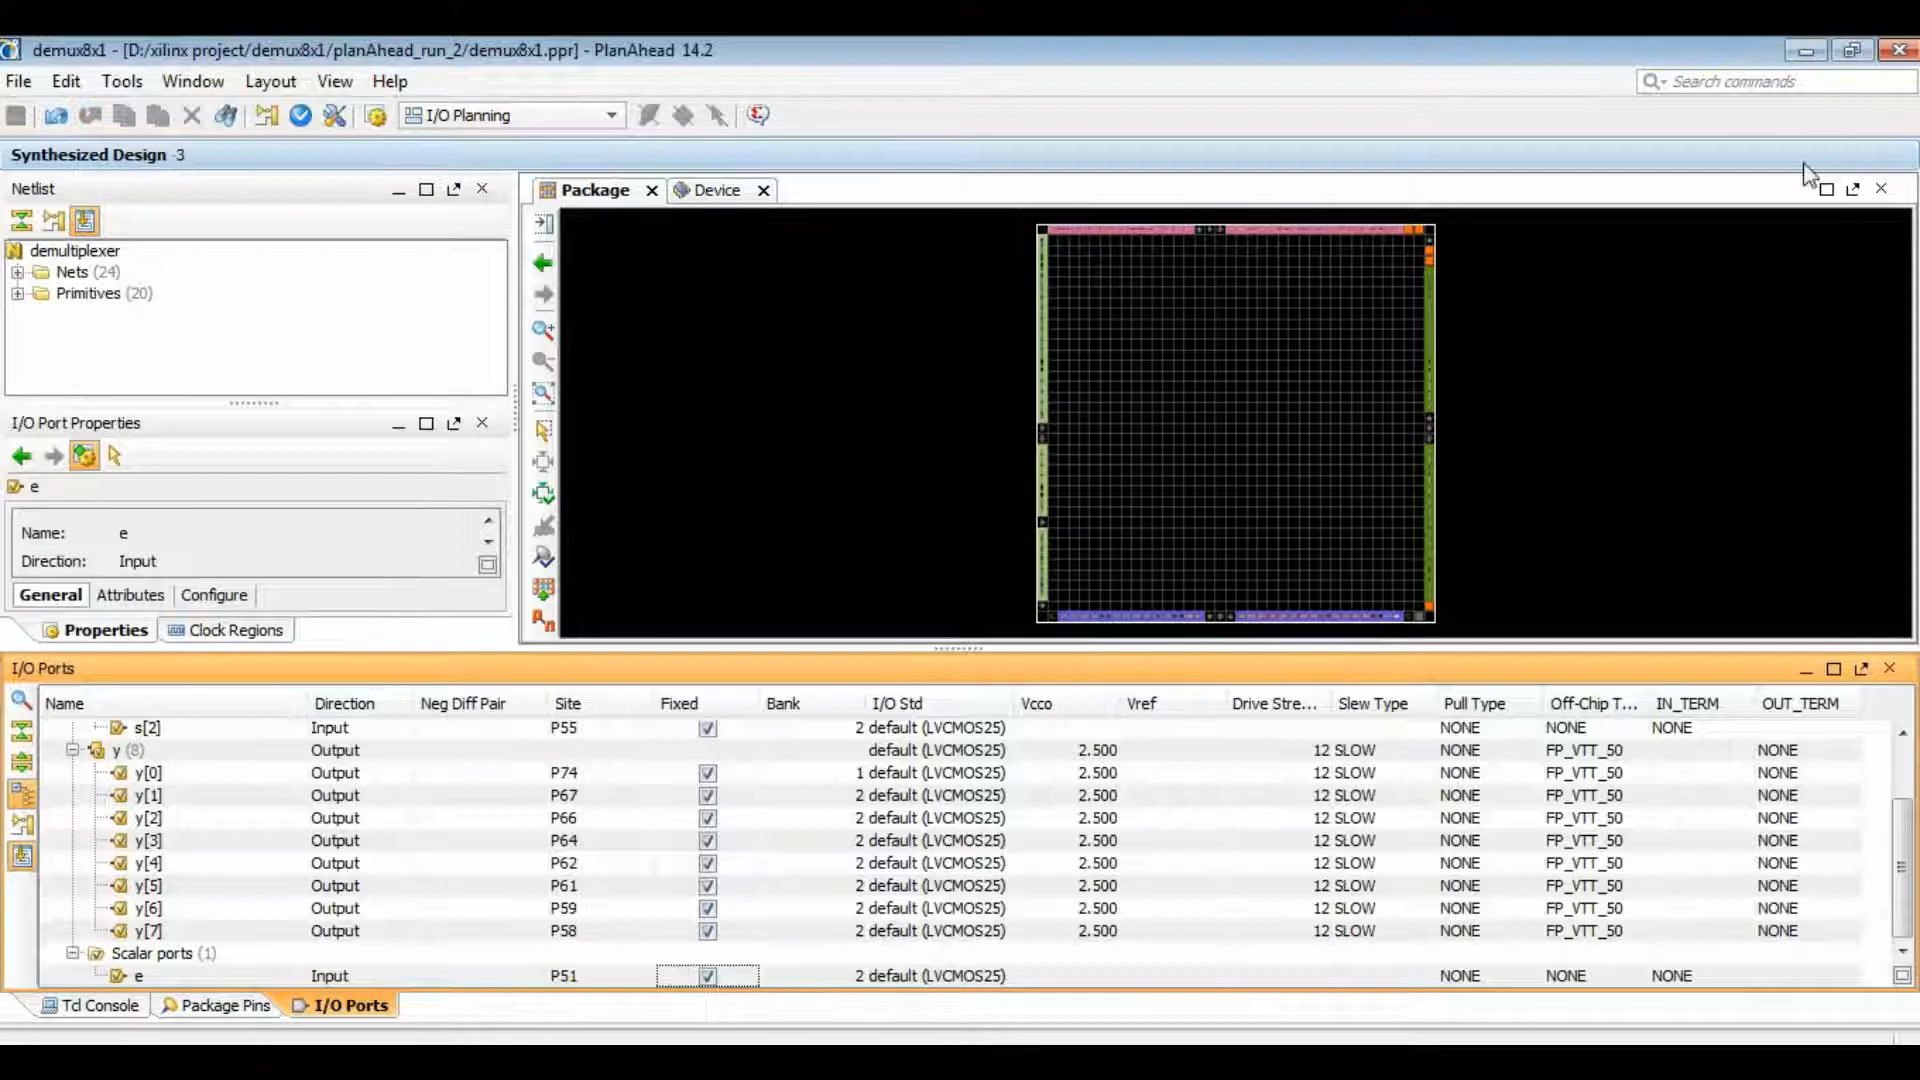 demux8x1 - [D:/xilinx project/demux8x1/planAhead_run_2/demux8x1.ppr] - PlanAhead 14.2
File Edit Tools Window Layout View Help
Search commands
I/O Planning
Synthesized Design -3
Netlist
Package
Device
demultiplexer
Nets (24)
Primitives (20)
I/O Port Properties
e
Name: e
Direction: Input
General Attributes Configure
Properties Clock Regions
I/O Ports
Name Direction Neg Diff Pair Site Fixed Bank I/O Std Vcco Vref Drive Stre... Slew Type Pull Type Off-Chip T... IN_TERM OUT_TERM
s[2] Input P55 2 default (LVCMOS25) NONE NONE NONE
y (8) Output default (LVCMOS25) 2.500 12 SLOW NONE FP_VTT_50 NONE
y[0] Output P74 1 default (LVCMOS25) 2.500 12 SLOW NONE FP_VTT_50 NONE
y[1] Output P67 2 default (LVCMOS25) 2.500 12 SLOW NONE FP_VTT_50 NONE
y[2] Output P66 2 default (LVCMOS25) 2.500 12 SLOW NONE FP_VTT_50 NONE
y[3] Output P64 2 default (LVCMOS25) 2.500 12 SLOW NONE FP_VTT_50 NONE
y[4] Output P62 2 default (LVCMOS25) 2.500 12 SLOW NONE FP_VTT_50 NONE
y[5] Output P61 2 default (LVCMOS25) 2.500 12 SLOW NONE FP_VTT_50 NONE
y[6] Output P59 2 default (LVCMOS25) 2.500 12 SLOW NONE FP_VTT_50 NONE
y[7] Output P58 2 default (LVCMOS25) 2.500 12 SLOW NONE FP_VTT_50 NONE
Scalar ports (1)
e Input P51 2 default (LVCMOS25) NONE NONE NONE
Tcl Console Package Pins I/O Ports